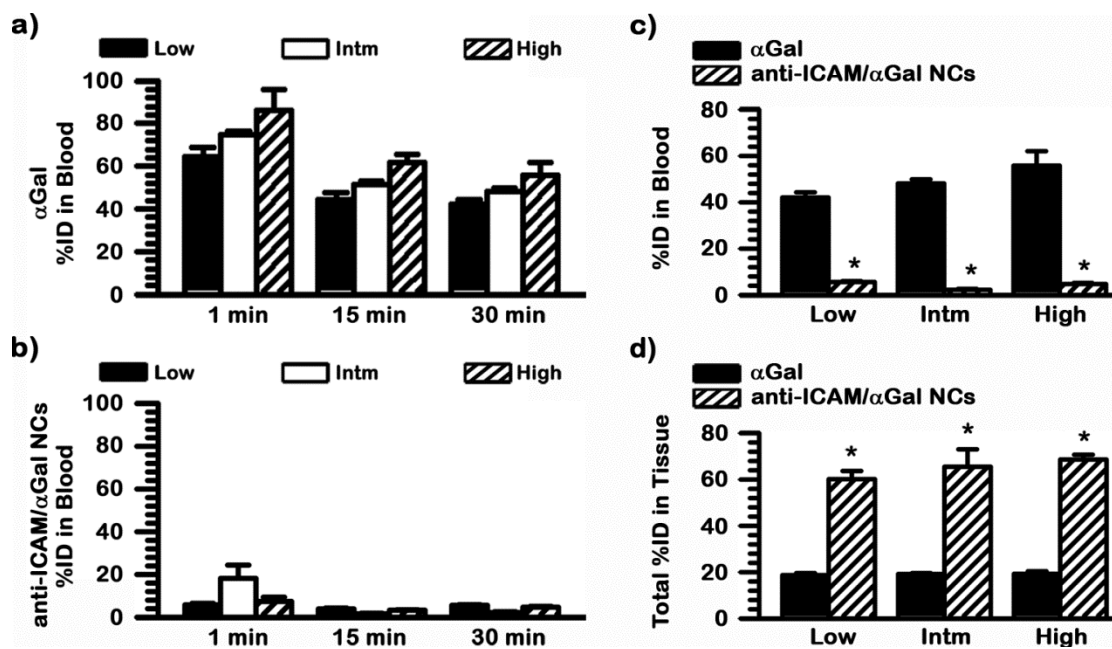 a)
Low Intm High
αGal
%ID in Blood
100
80
60
40
20
0
1 min 15 min 30 min
b)
Low Intm High
anti-ICAM/αGal NCs
%ID in Blood
100
80
60
40
20
0
1 min 15 min 30 min
c)
αGal
anti-ICAM/αGal NCs
%ID in Blood
80
60
40
20
0
* * *
Low Intm High
d)
αGal
anti-ICAM/αGal NCs
Total %ID in Tissue
80
60
40
20
0
* * *
Low Intm High